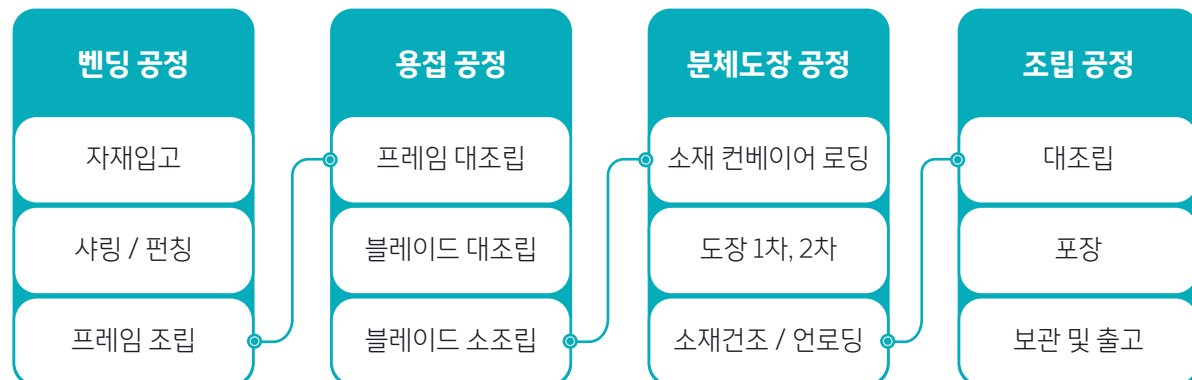 벤딩 공정
자재입고
샤링 / 펀칭
프레임 조립
용접 공정
프레임 대조립
블레이드 대조립
블레이드 소조립
분체도장 공정
소재 컨베이어 로딩
도장 1차, 2차
소재건조 / 언로딩
조립 공정
대조립
포장
보관 및 출고